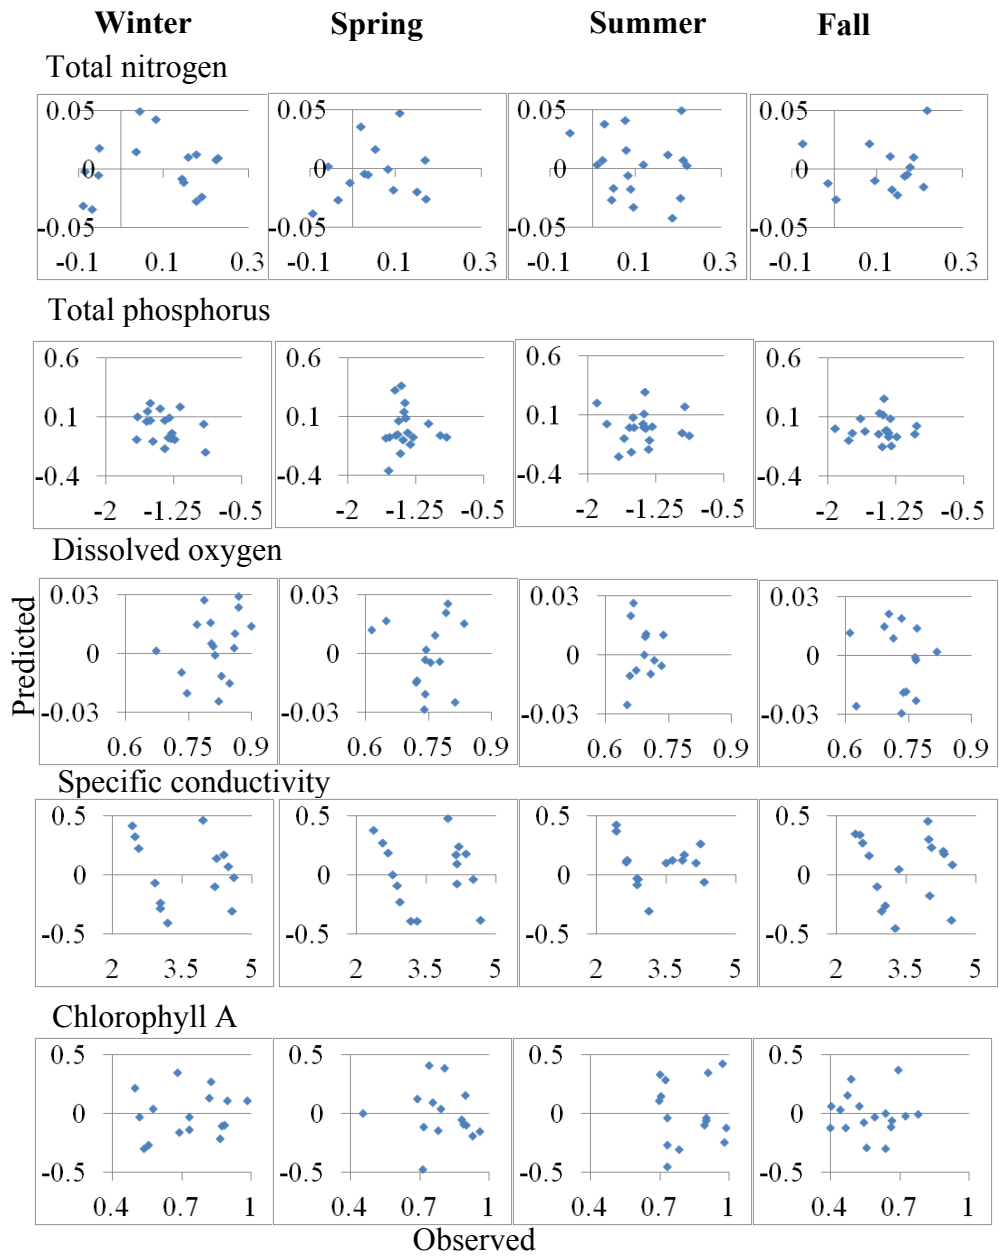 Winter Spring Summer Fall
Total nitrogen
0.05 0.05 0.05 0.05
0 0 0 0
-0.05 -0.05 -0.05 -0.05
-0.1 0.1 0.3 -0.1 0.1 0.3 -0.1 0.1 0.3 -0.1 0.1 0.3
Total phosphorus
0.6 0.6 0.6 0.6
0.1 0.1 0.1 0.1
-0.4 -0.4 -0.4 -0.4
-2 -1.25 -0.5 -2 -1.25 -0.5 -2 -1.25 -0.5 -2 -1.25 -0.5
Dissolved oxygen
0.03 0.03 0.03 0.03
Predicted
0 0 0 0
-0.03 -0.03 -0.03 -0.03
0.6 0.75 0.9 0.6 0.75 0.9 0.6 0.75 0.9 0.6 0.75 0.9
Specific conductivity
0.5 0.5 0.5 0.5
0 0 0 0
-0.5 -0.5 -0.5 -0.5
2 3.5 5 2 3.5 5 2 3.5 5 2 3.5 5
Chlorophyll A
0.5 0.5 0.5 0.5
0 0 0 0
-0.5 -0.5 -0.5 -0.5
0.4 0.7 1 0.4 0.7 1 0.4 0.7 1 0.4 0.7 1
Observed